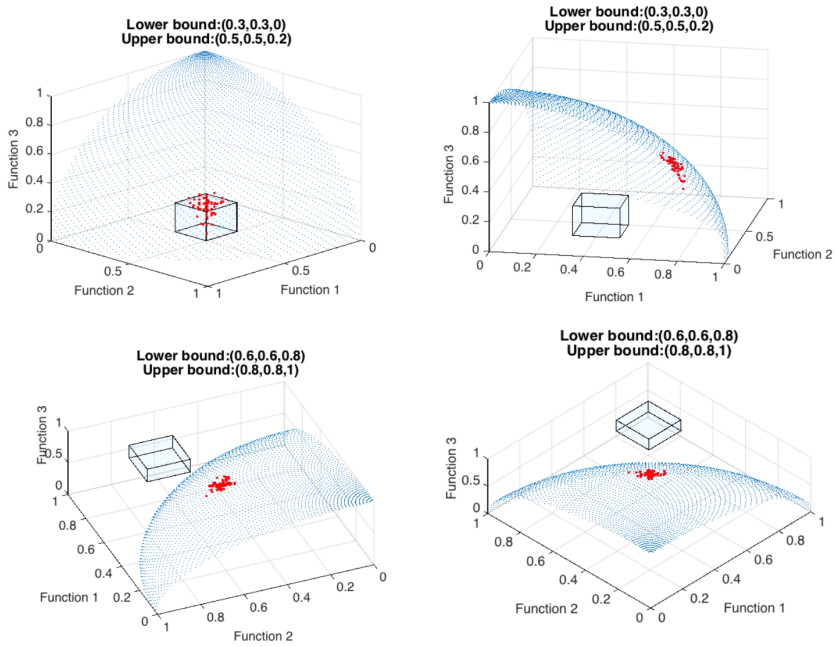 Lower bound:(0.3,0.3,0)
Upper bound:(0.5,0.5,0.2)
1
0.8
0.6
0.4
0.2
0
Function 3
0
0.5
1
Function 2
1
0.5
0
Function 1
Lower bound:(0.3,0.3,0)
Upper bound:(0.5,0.5,0.2)
1
0.8
0.6
0.4
0.2
0
Function 3
0
0.2
0.4
0.6
0.8
1
Function 1
0
0.5
1
Function 2
Lower bound:(0.6,0.6,0.8)
Upper bound:(0.8,0.8,1)
1
0.5
0
Function 3
1
0.8
0.6
0.4
0.2
0
Function 1
1
0.8
0.6
0.4
0.2
0
Function 2
Lower bound:(0.6,0.6,0.8)
Upper bound:(0.8,0.8,1)
1
0.5
0
Function 3
1
0.8
0.6
0.4
0.2
0
Function 2
0
0.2
0.4
0.6
0.8
1
Function 1